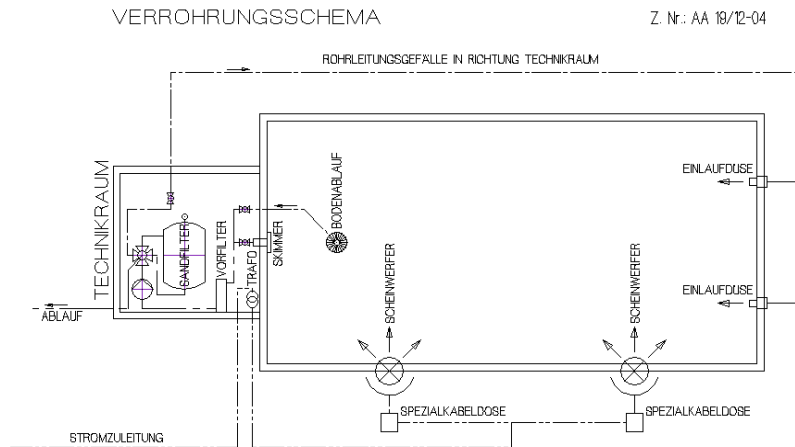 VERROHRUNGSSCHEMA
Z. Nr.: AA 19/12-04
ROHRLEITUNGSGEFÄLLE IN RICHTUNG TECHNIKRAUM
TECHNIKRAUM
SANDFILTER
VORFILTER
TRAFO
SKIMMER
BODENABLAUF
EINLAUFDÜSE
EINLAUFDÜSE
ABLAUF
SCHEINWERFER
SCHEINWERFER
SPEZIALKABELDOSE
SPEZIALKABELDOSE
STROMZULEITUNG